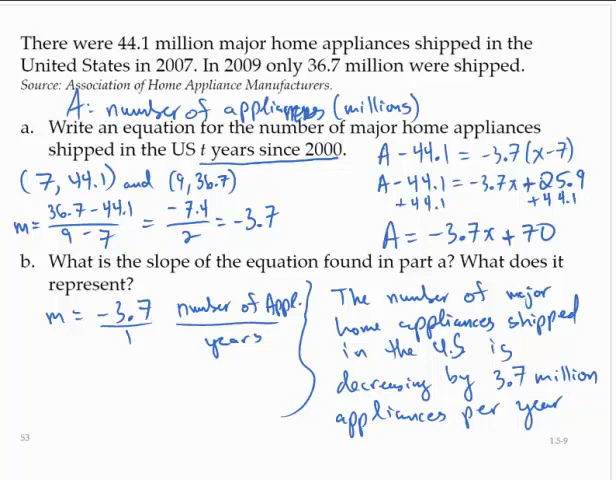 There were 44.1 million major home appliances shipped in the
United States in 2007. In 2009 only 36.7 million were shipped.
Source: Association of Home Appliance Manufacturers.
A = number of appliances (millions)
a. Write an equation for the number of major home appliances
shipped in the US t years since 2000.
(7, 44.1) and (9, 36.7)
m = 36.7 - 44.1 / 9 - 7 = -7.4 / 2 = -3.7
A - 44.1 = -3.7(x - 7)
A - 44.1 = -3.7x + 25.9
+44.1 +44.1
A = -3.7x + 70
b. What is the slope of the equation found in part a? What does it
represent?
m = -3.7 / 1 number of Appl. / years
The number of major
home appliances shipped
in the U.S is
decreasing by 3.7 million
appliances per year
53
1.5-9